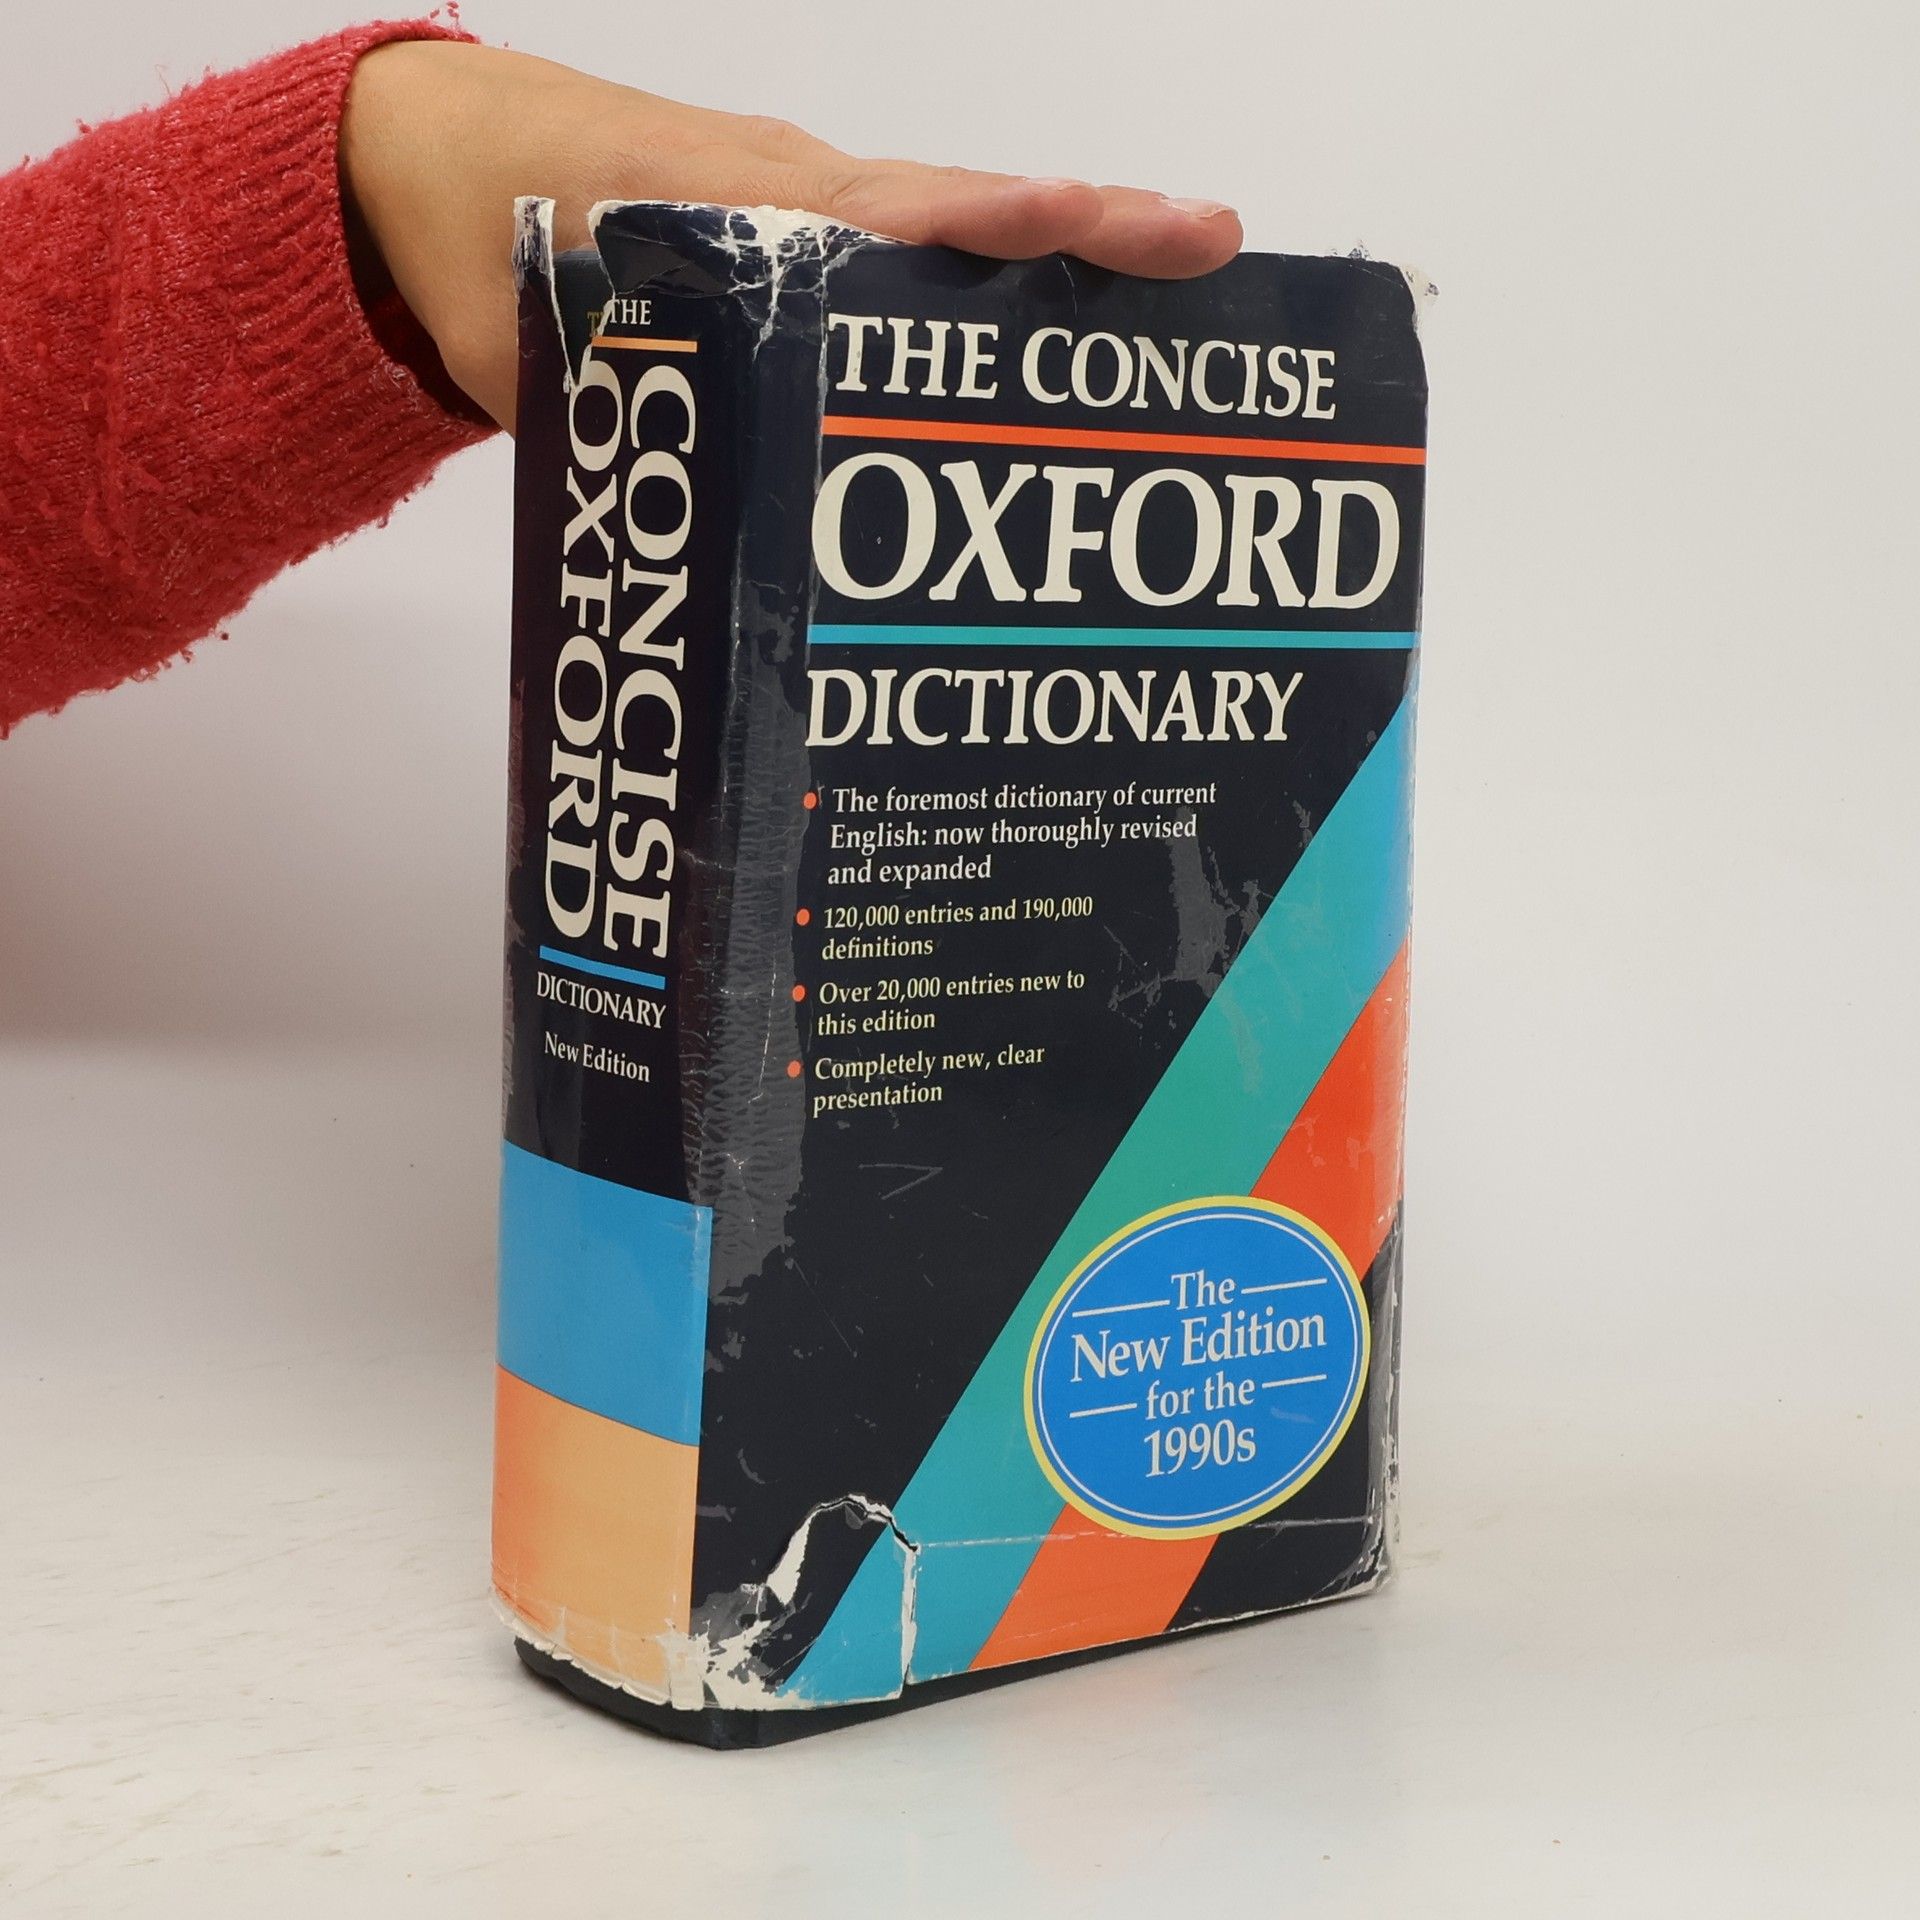 THE
CONCISE
OXFORD
DICTIONARY
New Edition
THE CONCISE
OXFORD
DICTIONARY
• The foremost dictionary of current
English: now thoroughly revised
and expanded
• 120,000 entries and 190,000
definitions
• Over 20,000 entries new to
this edition
• Completely new, clear
presentation
The
New Edition
for the
1990s